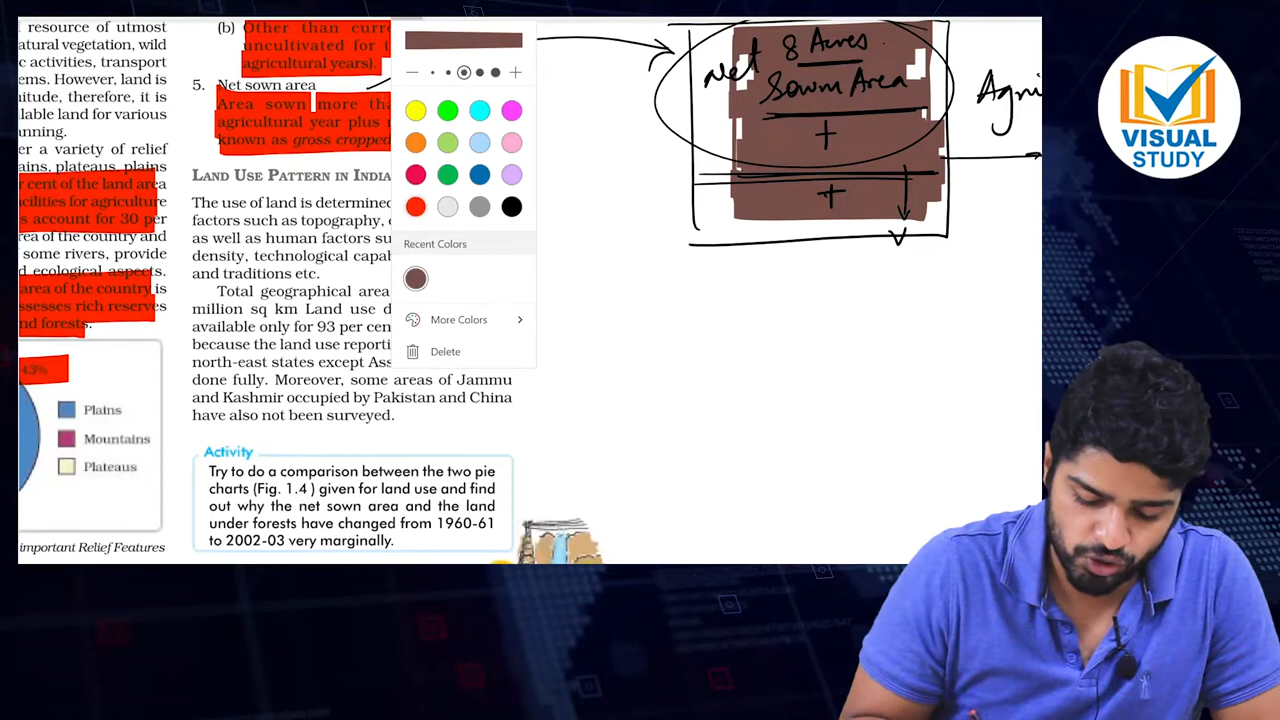 resource of utmost
atural vegetation, wild
c activities, transport
ems. However, land is
nitude, therefore, it is
ilable land for various
anning.
er a variety of relief
ains, plateaus, plains
r cent of the land area
acilities for agriculture
s account for 30 per
rea of the country and
some rivers, provide
d ecological aspects.
area of the country is
ssesses rich reserves
nd forests.
43%
Plains
Mountains
Plateaus
important Relief Features
(b) Other than curre
uncultivated for t
agricultural years).
5. Net sown area
Area sown more tha
agricultural year plus n
known as gross cropped
LAND USE PATTERN IN INDIA
The use of land is determined
factors such as topography, c
as well as human factors su
density, technological capab
and traditions etc.
Total geographical area
million sq km Land use d
available only for 93 per cen
because the land use reporti
north-east states except Ass
done fully. Moreover, some areas of Jammu
and Kashmir occupied by Pakistan and China
have also not been surveyed.
Activity
Try to do a comparison between the two pie
charts (Fig. 1.4 ) given for land use and find
out why the net sown area and the land
under forests have changed from 1960-61
to 2002-03 very marginally.
Recent Colors
More Colors
Delete
8 Acres
Net Sown Area
+
+
Agri
VISUAL
STUDY